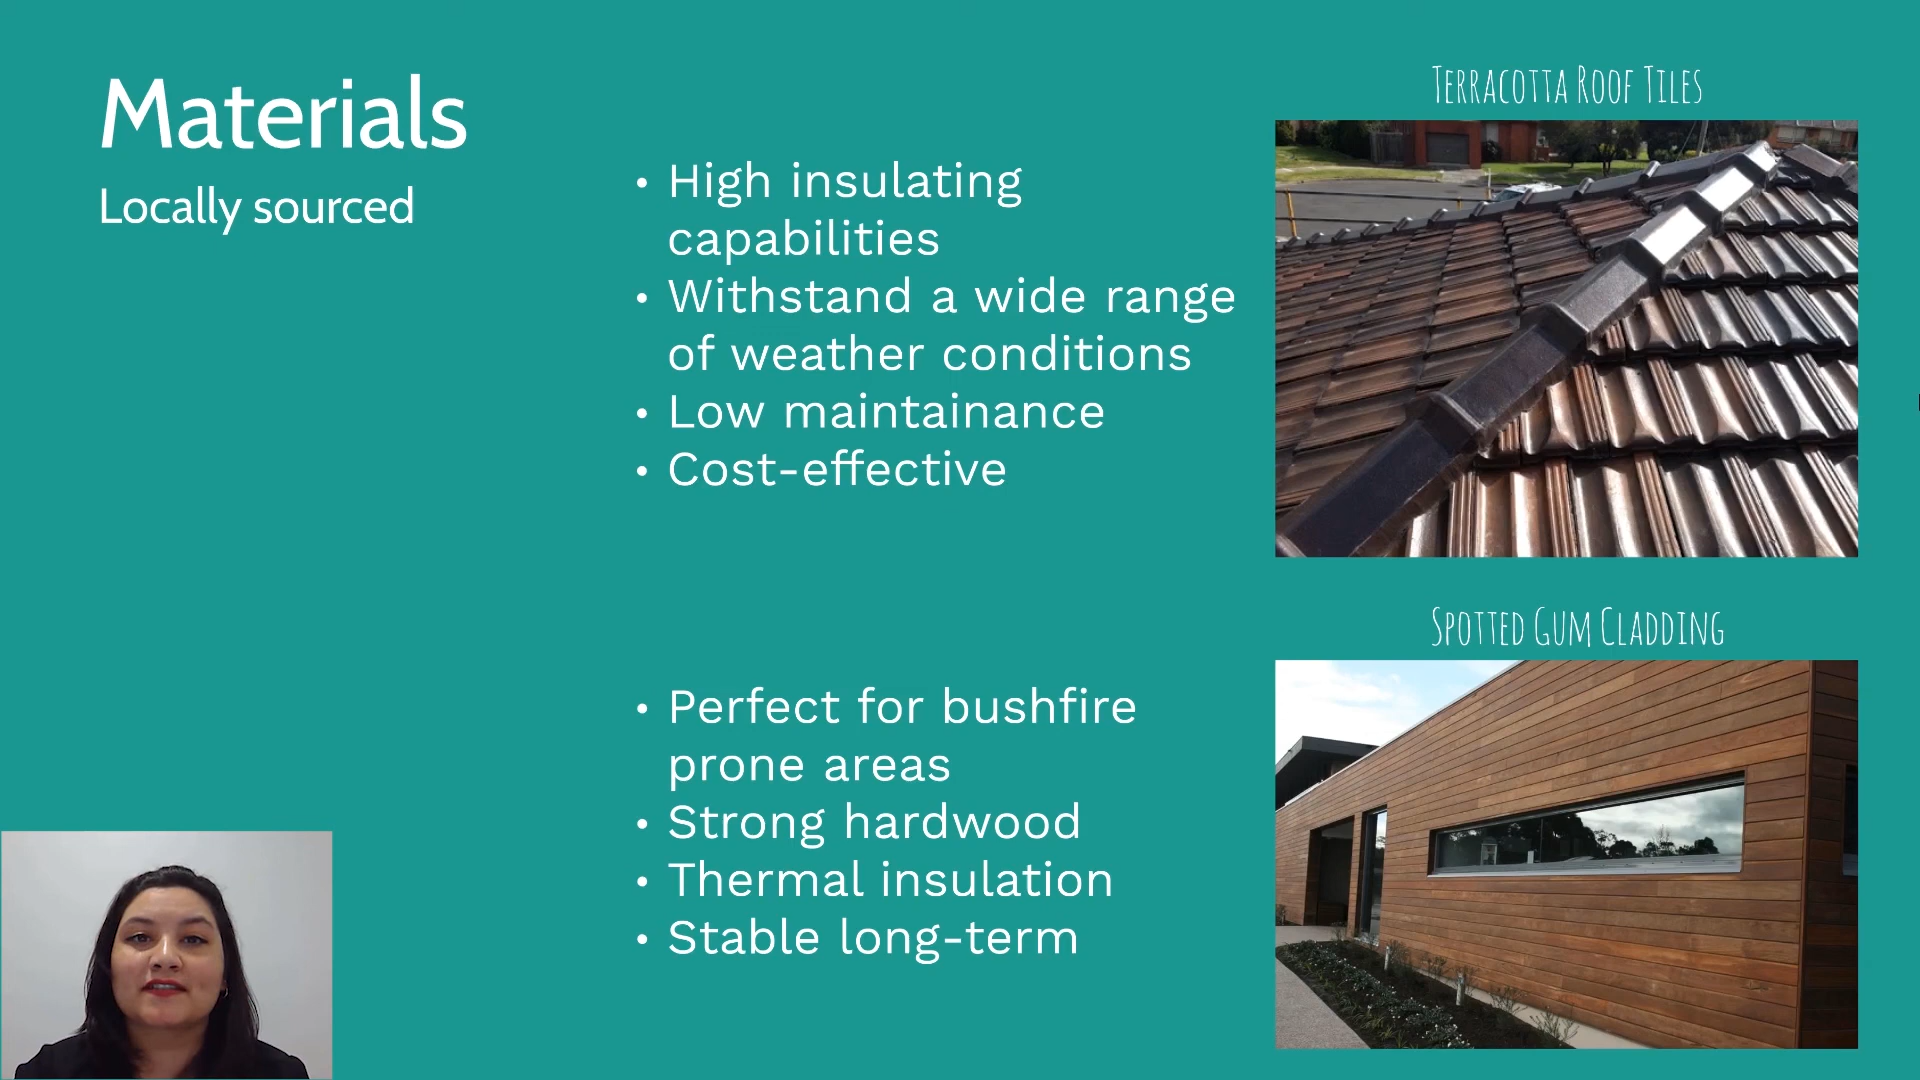 Materials
Locally sourced
TERRACOTTA ROOF TILES
• High insulating
capabilities
• Withstand a wide range
of weather conditions
• Low maintainance
• Cost-effective
SPOTTED GUM CLADDING
• Perfect for bushfire
prone areas
• Strong hardwood
• Thermal insulation
• Stable long-term